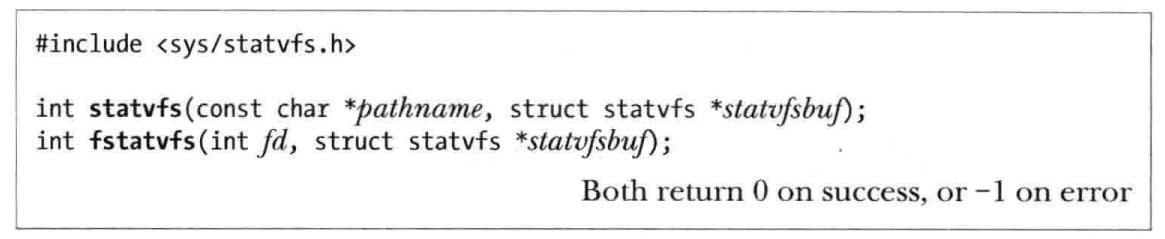 #include <sys/statvfs.h>
int statvfs(const char *pathname, struct statvfs *statvfsbuf);
int fstatvfs(int fd, struct statvfs *statvfsbuf);
Both return 0 on success, or −1 on error